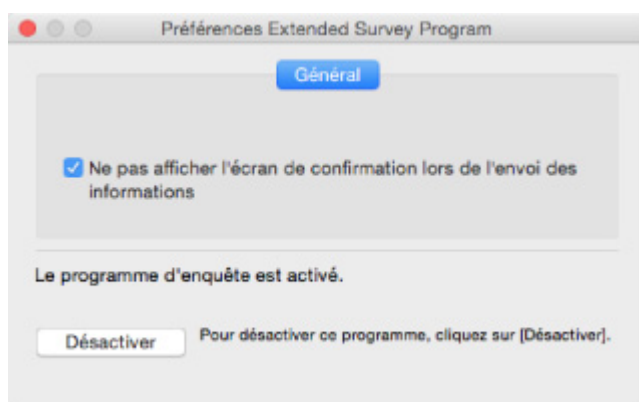 Préférences Extended Survey Program
Général
Ne pas afficher l'écran de confirmation lors de l'envoi des
informations
Le programme d'enquête est activé.
Désactiver
Pour désactiver ce programme, cliquez sur [Désactiver].